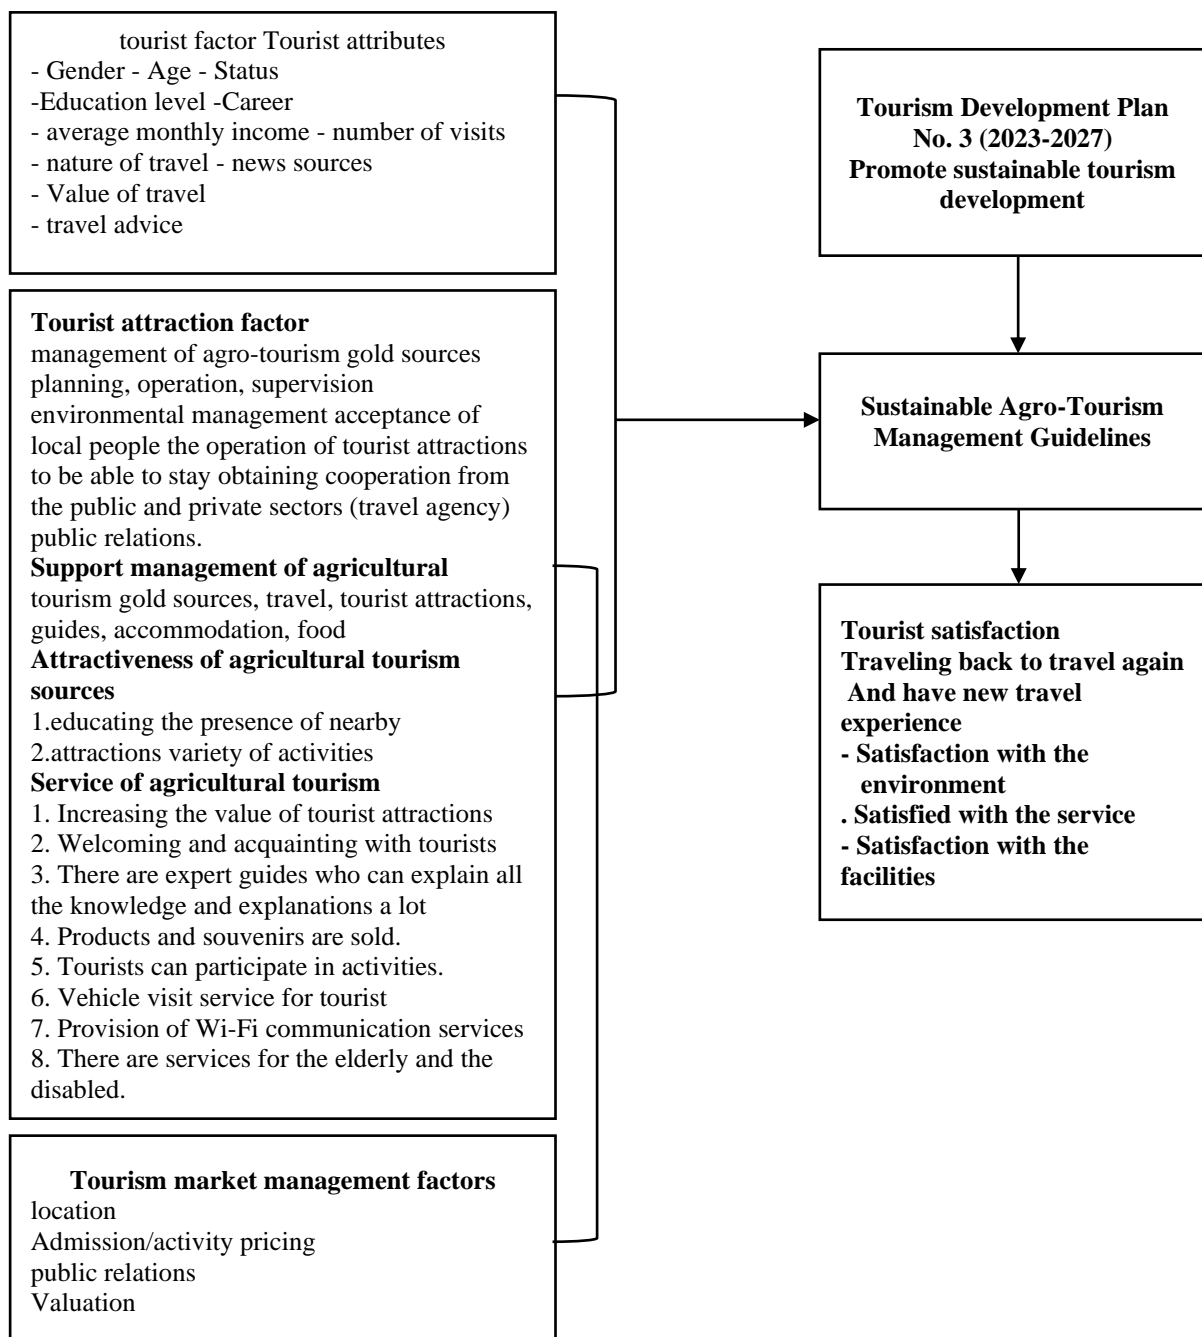 tourist factor Tourist attributes
- Gender - Age - Status
-Education level -Career
- average monthly income - number of visits
- nature of travel - news sources
- Value of travel
- travel advice
Tourist attraction factor
management of agro-tourism gold sources
planning, operation, supervision
environmental management acceptance of
local people the operation of tourist attractions
to be able to stay obtaining cooperation from
the public and private sectors (travel agency)
public relations.
Support management of agricultural
tourism gold sources, travel, tourist attractions,
guides, accommodation, food
Attractiveness of agricultural tourism
sources
1.educating the presence of nearby
2.attractions variety of activities
Service of agricultural tourism
1. Increasing the value of tourist attractions
2. Welcoming and acquainting with tourists
3. There are expert guides who can explain all
the knowledge and explanations a lot
4. Products and souvenirs are sold.
5. Tourists can participate in activities.
6. Vehicle visit service for tourist
7. Provision of Wi-Fi communication services
8. There are services for the elderly and the
disabled.
Tourism market management factors
location
Admission/activity pricing
public relations
Valuation
Tourism Development Plan
No. 3 (2023-2027)
Promote sustainable tourism
development
Sustainable Agro-Tourism
Management Guidelines
Tourist satisfaction
Traveling back to travel again
And have new travel
experience
- Satisfaction with the
environment
. Satisfied with the service
- Satisfaction with the
facilities